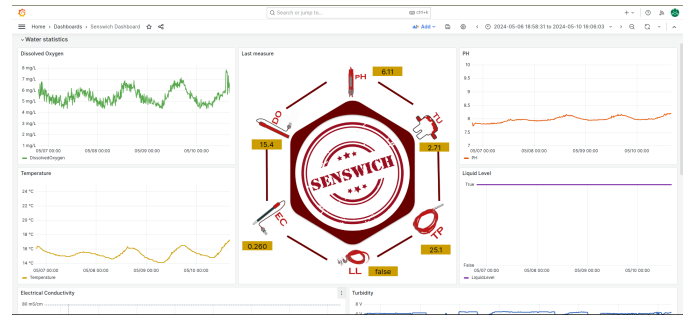 Search or jump to...
ctrl+k
Home › Dashboards › Senswich Dashboard
Add
2024-05-06 18:58:31 to 2024-05-10 16:06:03
Water statistics
Dissolved Oxygen
8 mg/L
7 mg/L
6 mg/L
5 mg/L
4 mg/L
3 mg/L
2 mg/L
1 mg/L
05/07 00:00
05/08 00:00
05/09 00:00
05/10 00:00
DissolvedOxygen
Last measure
PH
6.11
DO
TU
15.4
2.71
SENSWICH
EC
TP
0.260
25.1
LL
false
PH
10
9.5
9
8.5
8
7.5
7
05/07 00:00
05/08 00:00
05/09 00:00
05/10 00:00
PH
Temperature
24 °C
22 °C
20 °C
18 °C
16 °C
14 °C
05/07 00:00
05/08 00:00
05/09 00:00
05/10 00:00
Temperature
Liquid Level
True
False
05/07 00:00
05/08 00:00
05/09 00:00
05/10 00:00
LiquidLevel
Electrical Conductivity
80 mS/cm
Turbidity
8 V